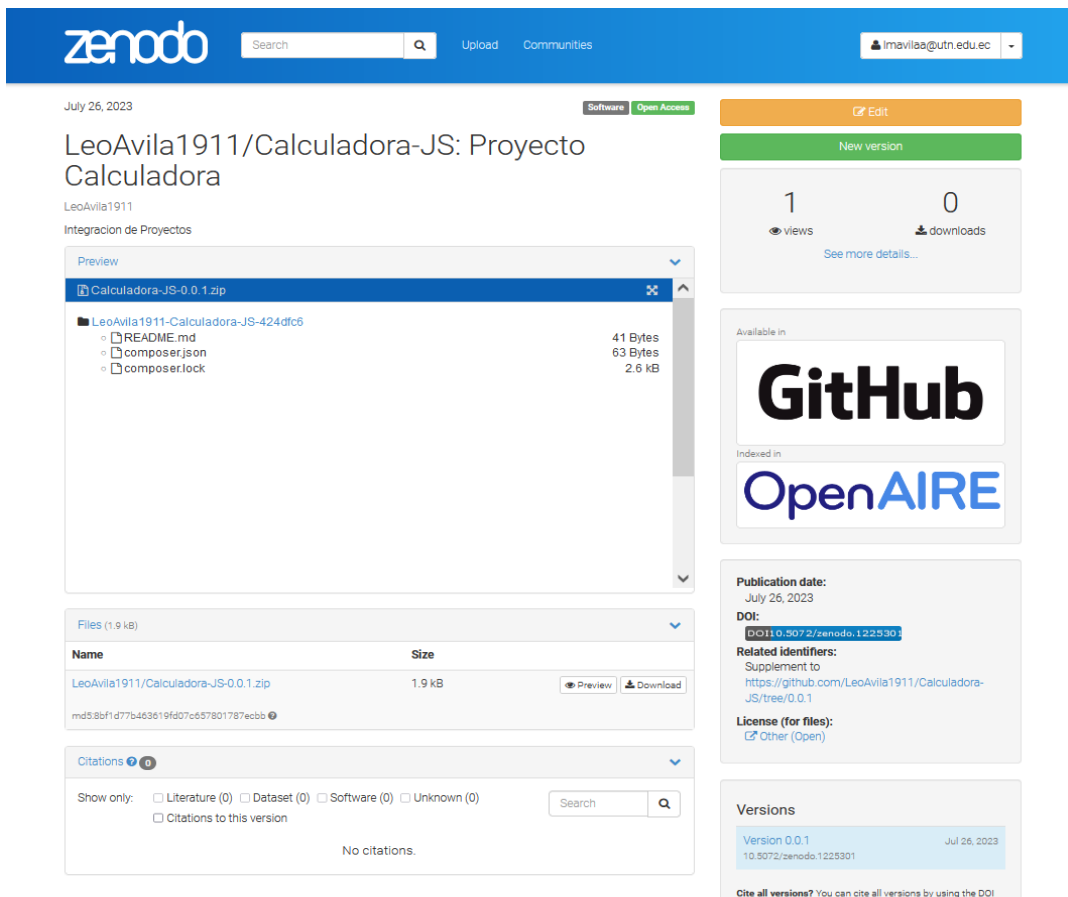 zenodo
Search
Upload
Communities
lmavilaa@utn.edu.ec
July 26, 2023
Software
Open Access
LeoAvila1911/Calculadora-JS: Proyecto
Calculadora
LeoAvila1911
Integracion de Proyectos
Preview
Calculadora-JS-0.0.1.zip
LeoAvila1911-Calculadora-JS-424dfc6
README.md 41 Bytes
composer.json 63 Bytes
composer.lock 2.6 kB
Files (1.9 kB)
Name Size
LeoAvila1911/Calculadora-JS-0.0.1.zip 1.9 kB Preview Download
md5:8bf1d77b463619fd07c657801787ecbb
Citations 0
Show only: Literature (0) Dataset (0) Software (0) Unknown (0)
Citations to this version
Search
No citations.
Edit
New version
1 0
views downloads
See more details...
Available in
GitHub
Indexed in
OpenAIRE
Publication date:
July 26, 2023
DOI:
DOI 10.5072/zenodo.1225301
Related identifiers:
Supplement to
https://github.com/LeoAvila1911/Calculadora-
JS/tree/0.0.1
License (for files):
Other (Open)
Versions
Version 0.0.1 Jul 26, 2023
10.5072/zenodo.1225301
Cite all versions? You can cite all versions by using the DOI